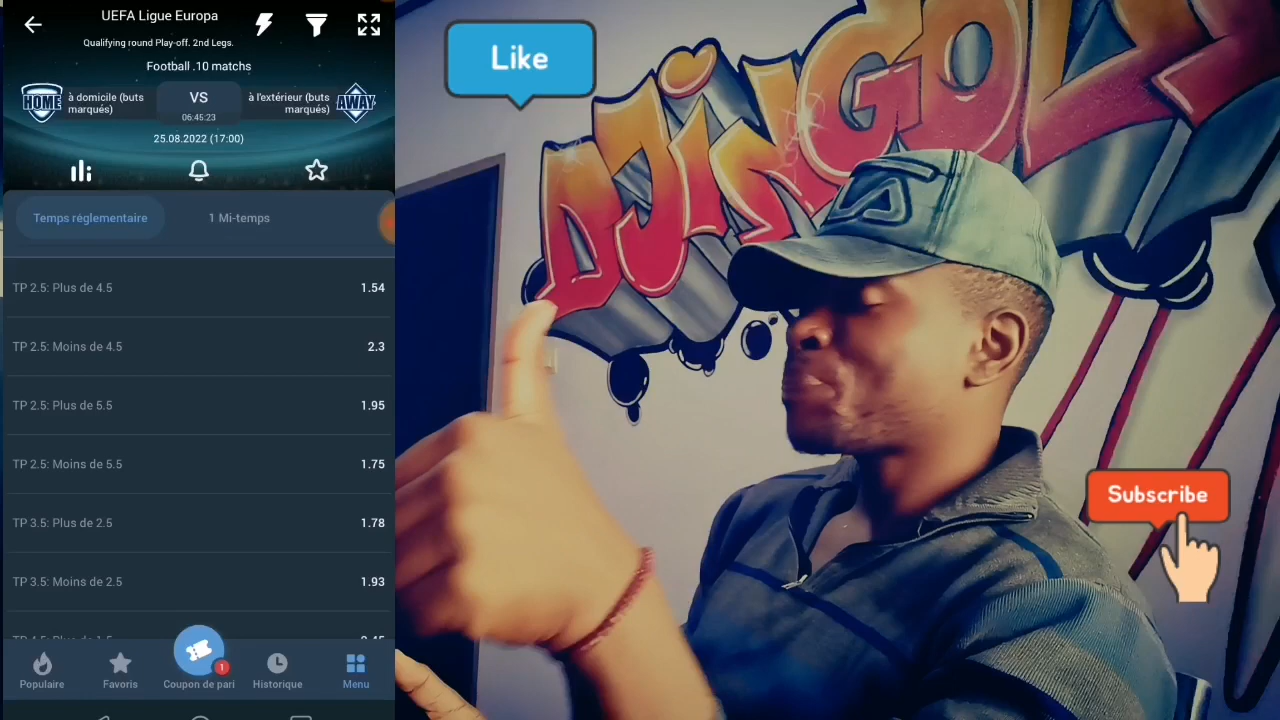 UEFA Ligue Europa
Qualifying round Play-off. 2nd Legs.
Football .10 matchs
HOME
à domicile (buts
marqués)
VS
06:45:23
à l'extérieur (buts
marqués)
AWAY
25.08.2022 (17:00)
Temps réglementaire
1 Mi-temps
TP 2.5: Plus de 4.5 1.54
TP 2.5: Moins de 4.5 2.3
TP 2.5: Plus de 5.5 1.95
TP 2.5: Moins de 5.5 1.75
TP 3.5: Plus de 2.5 1.78
TP 3.5: Moins de 2.5 1.93
1
Populaire
Favoris
Coupon de pari
Historique
Menu
Like
DJiNGOL
Subscribe